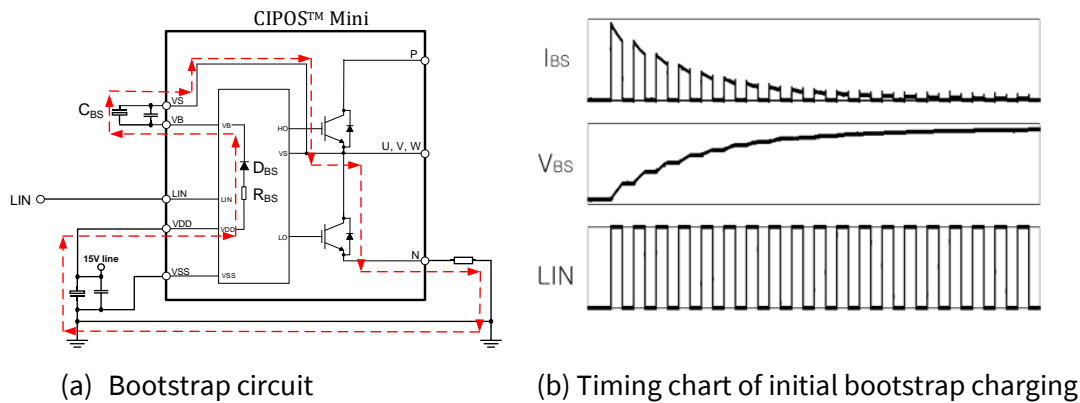 CIPOS™ Mini
P
VS
CBS
VB
VB
HO
DBS
VS
U, V, W
RBS
LIN
LIN
LIN
VDD
VDD
LO
15V line
VSS
VSS
N
IBS
VBS
LIN
(a) Bootstrap circuit
(b) Timing chart of initial bootstrap charging